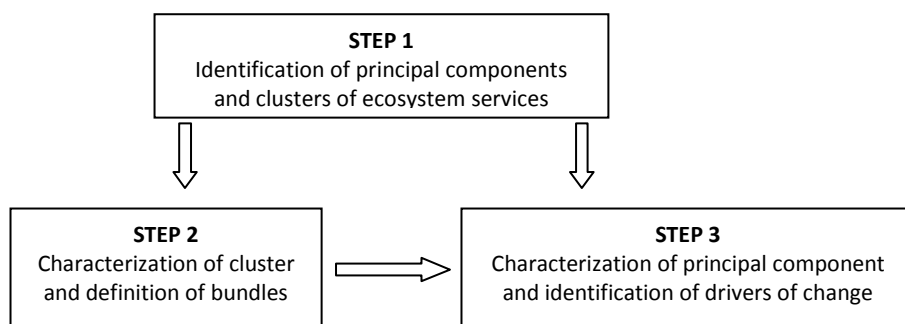 STEP 1
Identification of principal components
and clusters of ecosystem services
STEP 2
Characterization of cluster
and definition of bundles
STEP 3
Characterization of principal component
and identification of drivers of change